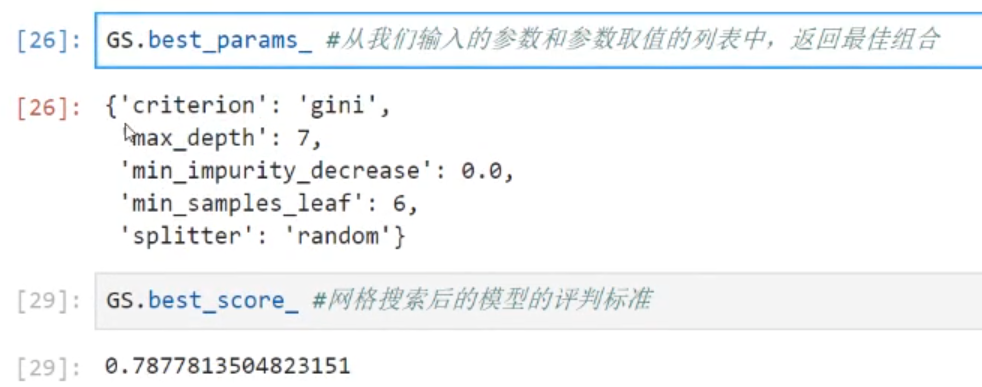 [26]: GS.best_params_ #从我们输入的参数和参数取值的列表中，返回最佳组合
[26]: {'criterion': 'gini',
'max_depth': 7,
'min_impurity_decrease': 0.0,
'min_samples_leaf': 6,
'splitter': 'random'}
[29]: GS.best_score_ #网格搜索后的模型的评判标准
[29]: 0.7877813504823151